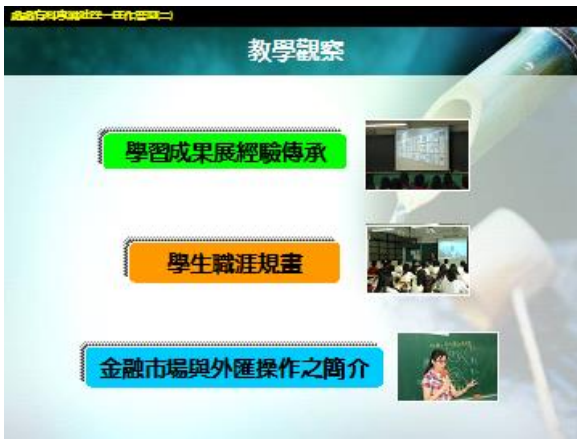 教學觀察
學習成果展經驗傳承
學生職涯規畫
金融市場與外匯操作之簡介